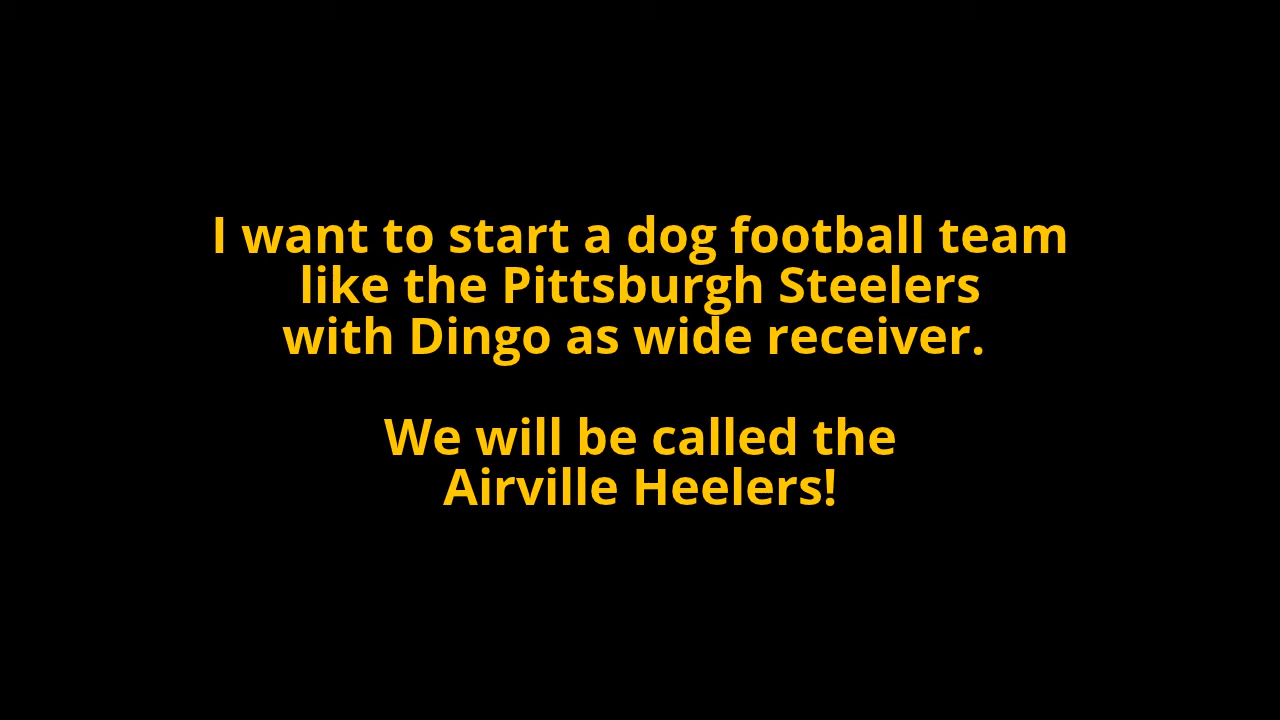 I want to start a dog football team
like the Pittsburgh Steelers
with Dingo as wide receiver.
We will be called the
Airville Heelers!